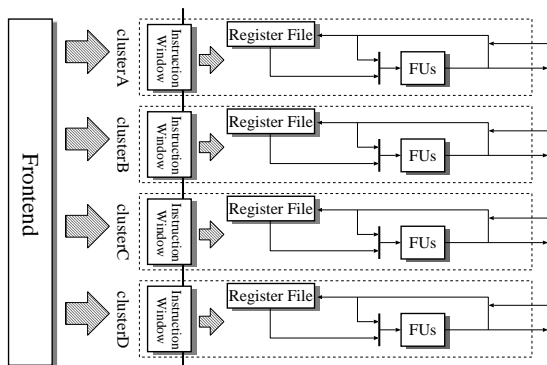 Frontend
clusterA
Instruction
Window
Register File
FUs
clusterB
Instruction
Window
Register File
FUs
clusterC
Instruction
Window
Register File
FUs
clusterD
Instruction
Window
Register File
FUs